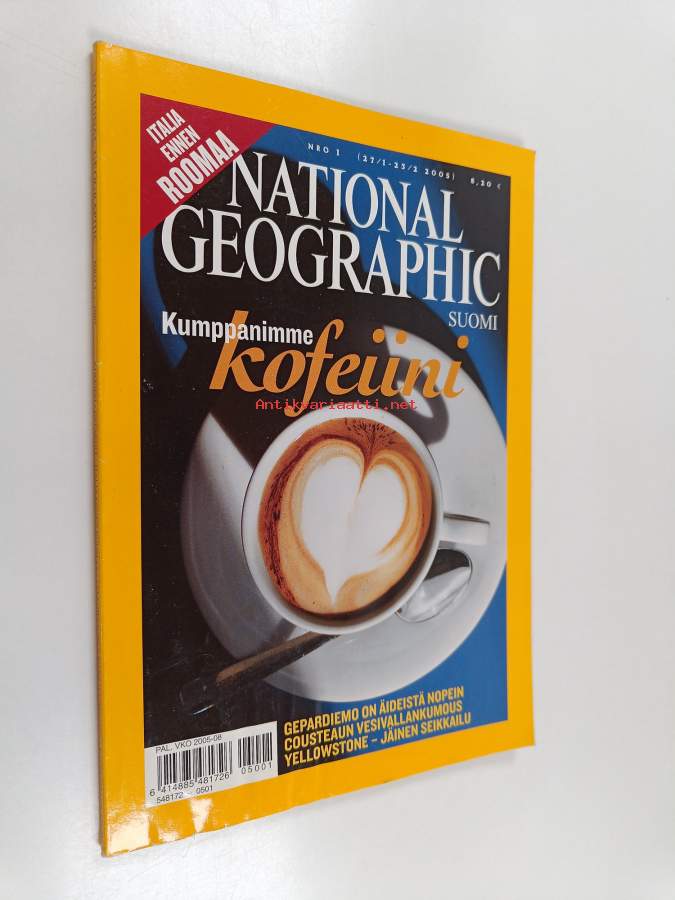 ITALIA
ENNEN
ROOMAA
NRO 1 (27/1-25/2 2005) 8,20 €
NATIONAL
GEOGRAPHIC
SUOMI
Kumppanimme
kofeiini
Antikvariaatti.net
GEPARDIEMO ON ÄIDEISTÄ NOPEIN
COUSTEAUN VESIVALLANKUMOUS
YELLOWSTONE – JÄINEN SEIKKAILU
PAL. VKO 2005-08
05001
6 414885 481726
548172 0501